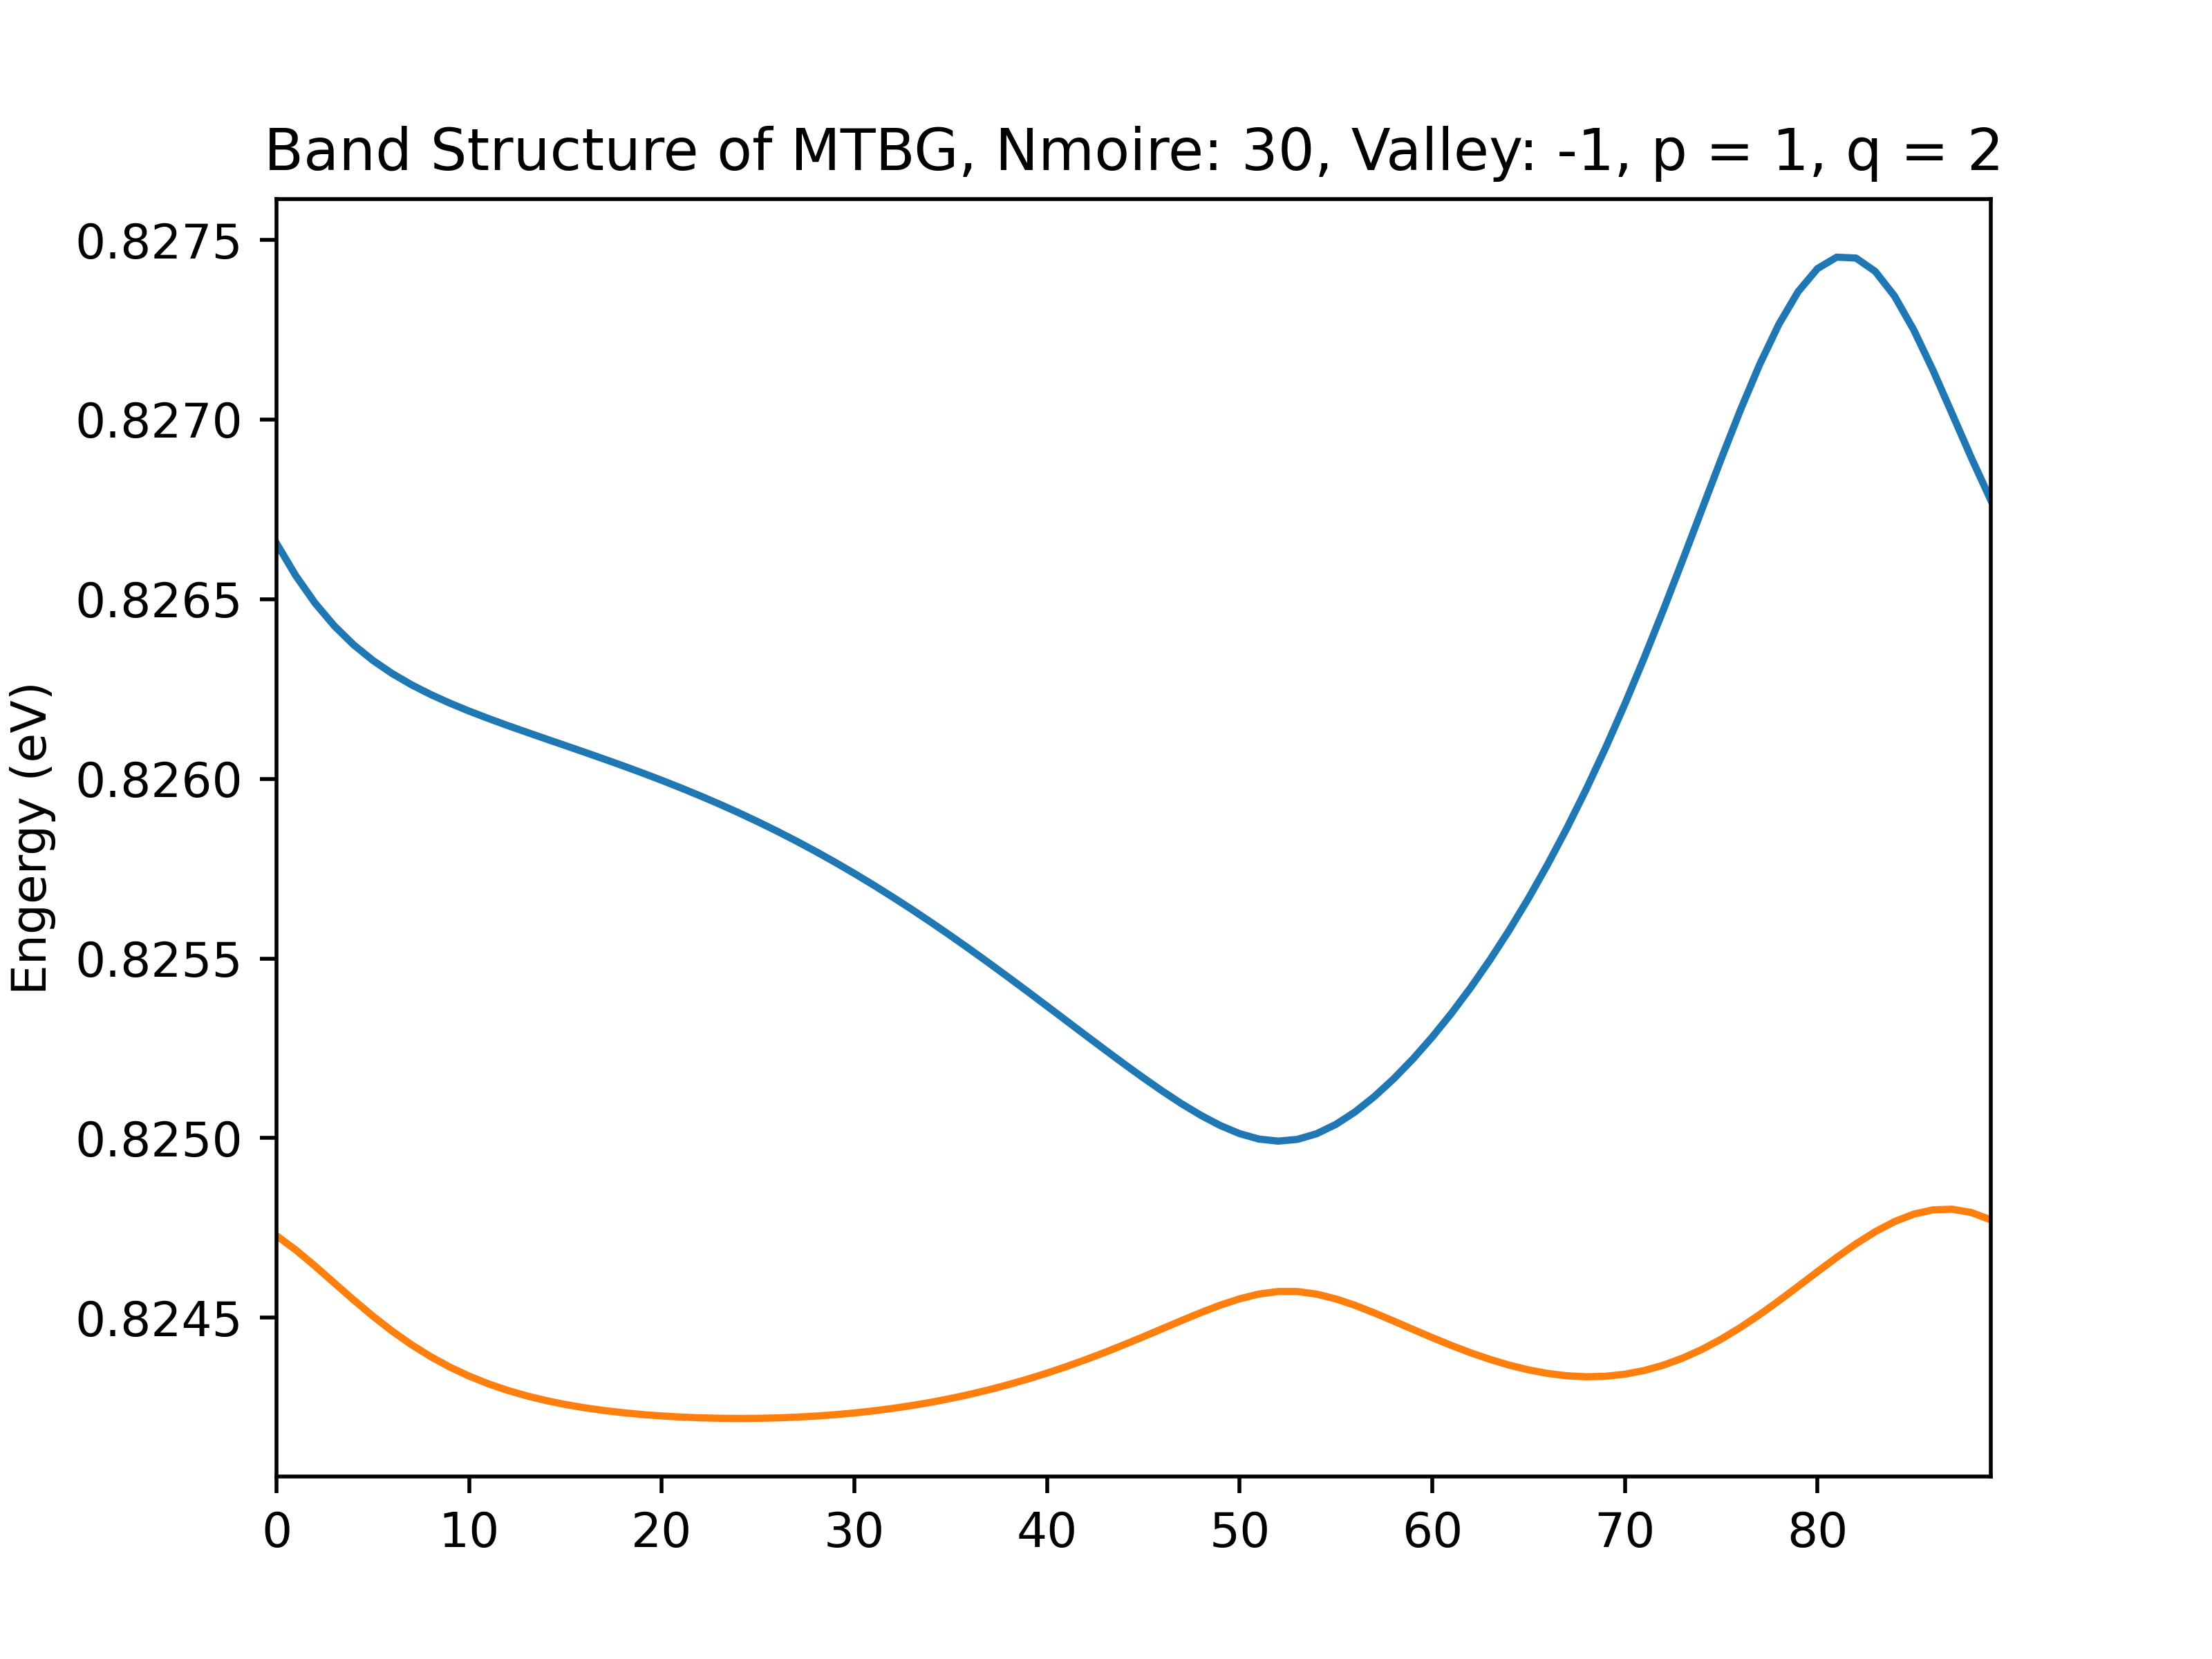 Band Structure of MTBG, Nmoire: 30, Valley: -1, p = 1, q = 2
0.8275
0.8270
0.8265
0.8260
0.8255
0.8250
0.8245
Engergy (eV)
0 10 20 30 40 50 60 70 80